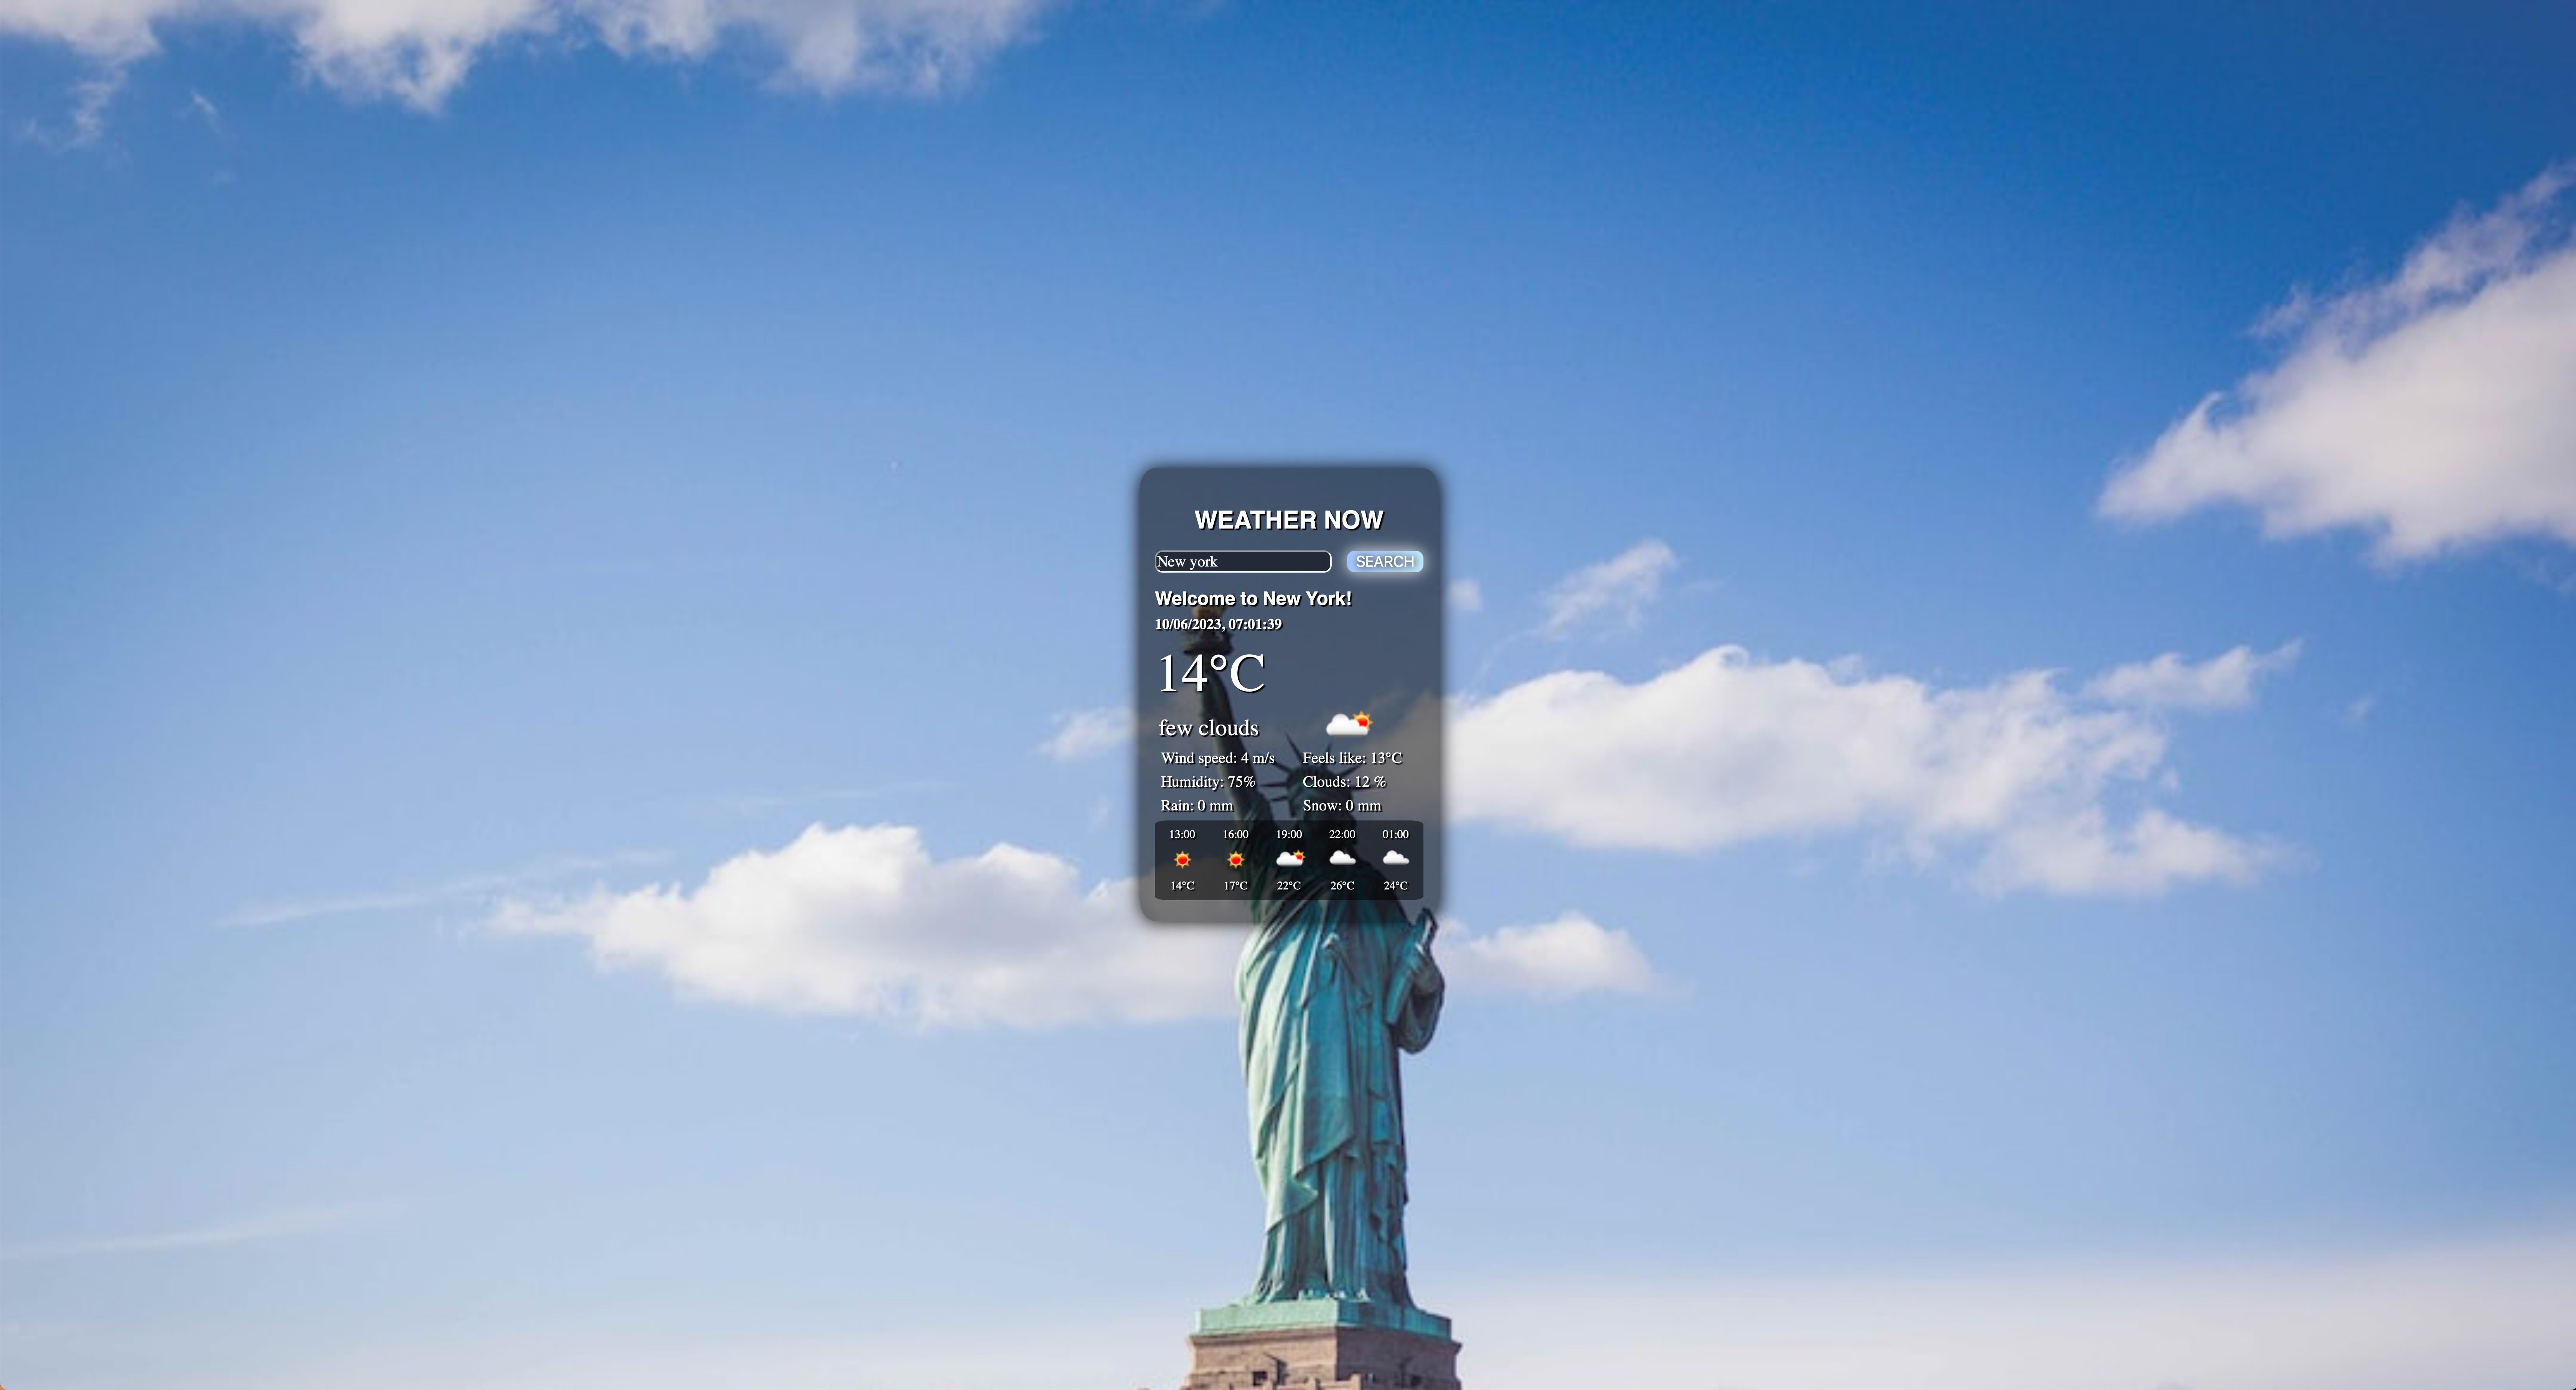 WEATHER NOW
New york SEARCH
Welcome to New York!
10/06/2023, 07:01:39
14°C
few clouds
Wind speed: 4 m/s Feels like: 13°C
Humidity: 75% Clouds: 12 %
Rain: 0 mm Snow: 0 mm
13:00 16:00 19:00 22:00 01:00
14°C 17°C 22°C 26°C 24°C